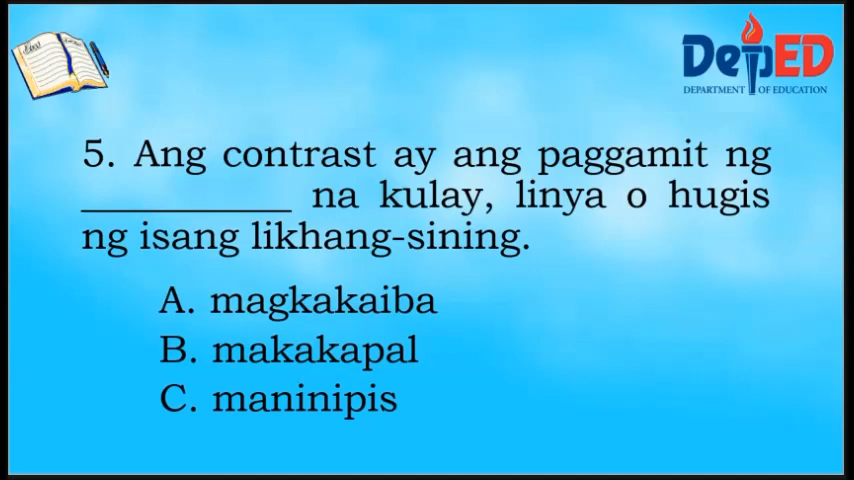 DepED
DEPARTMENT OF EDUCATION
5. Ang contrast ay ang paggamit ng
___________ na kulay, linya o hugis
ng isang likhang-sining.
A. magkakaiba
B. makakapal
C. maninipis